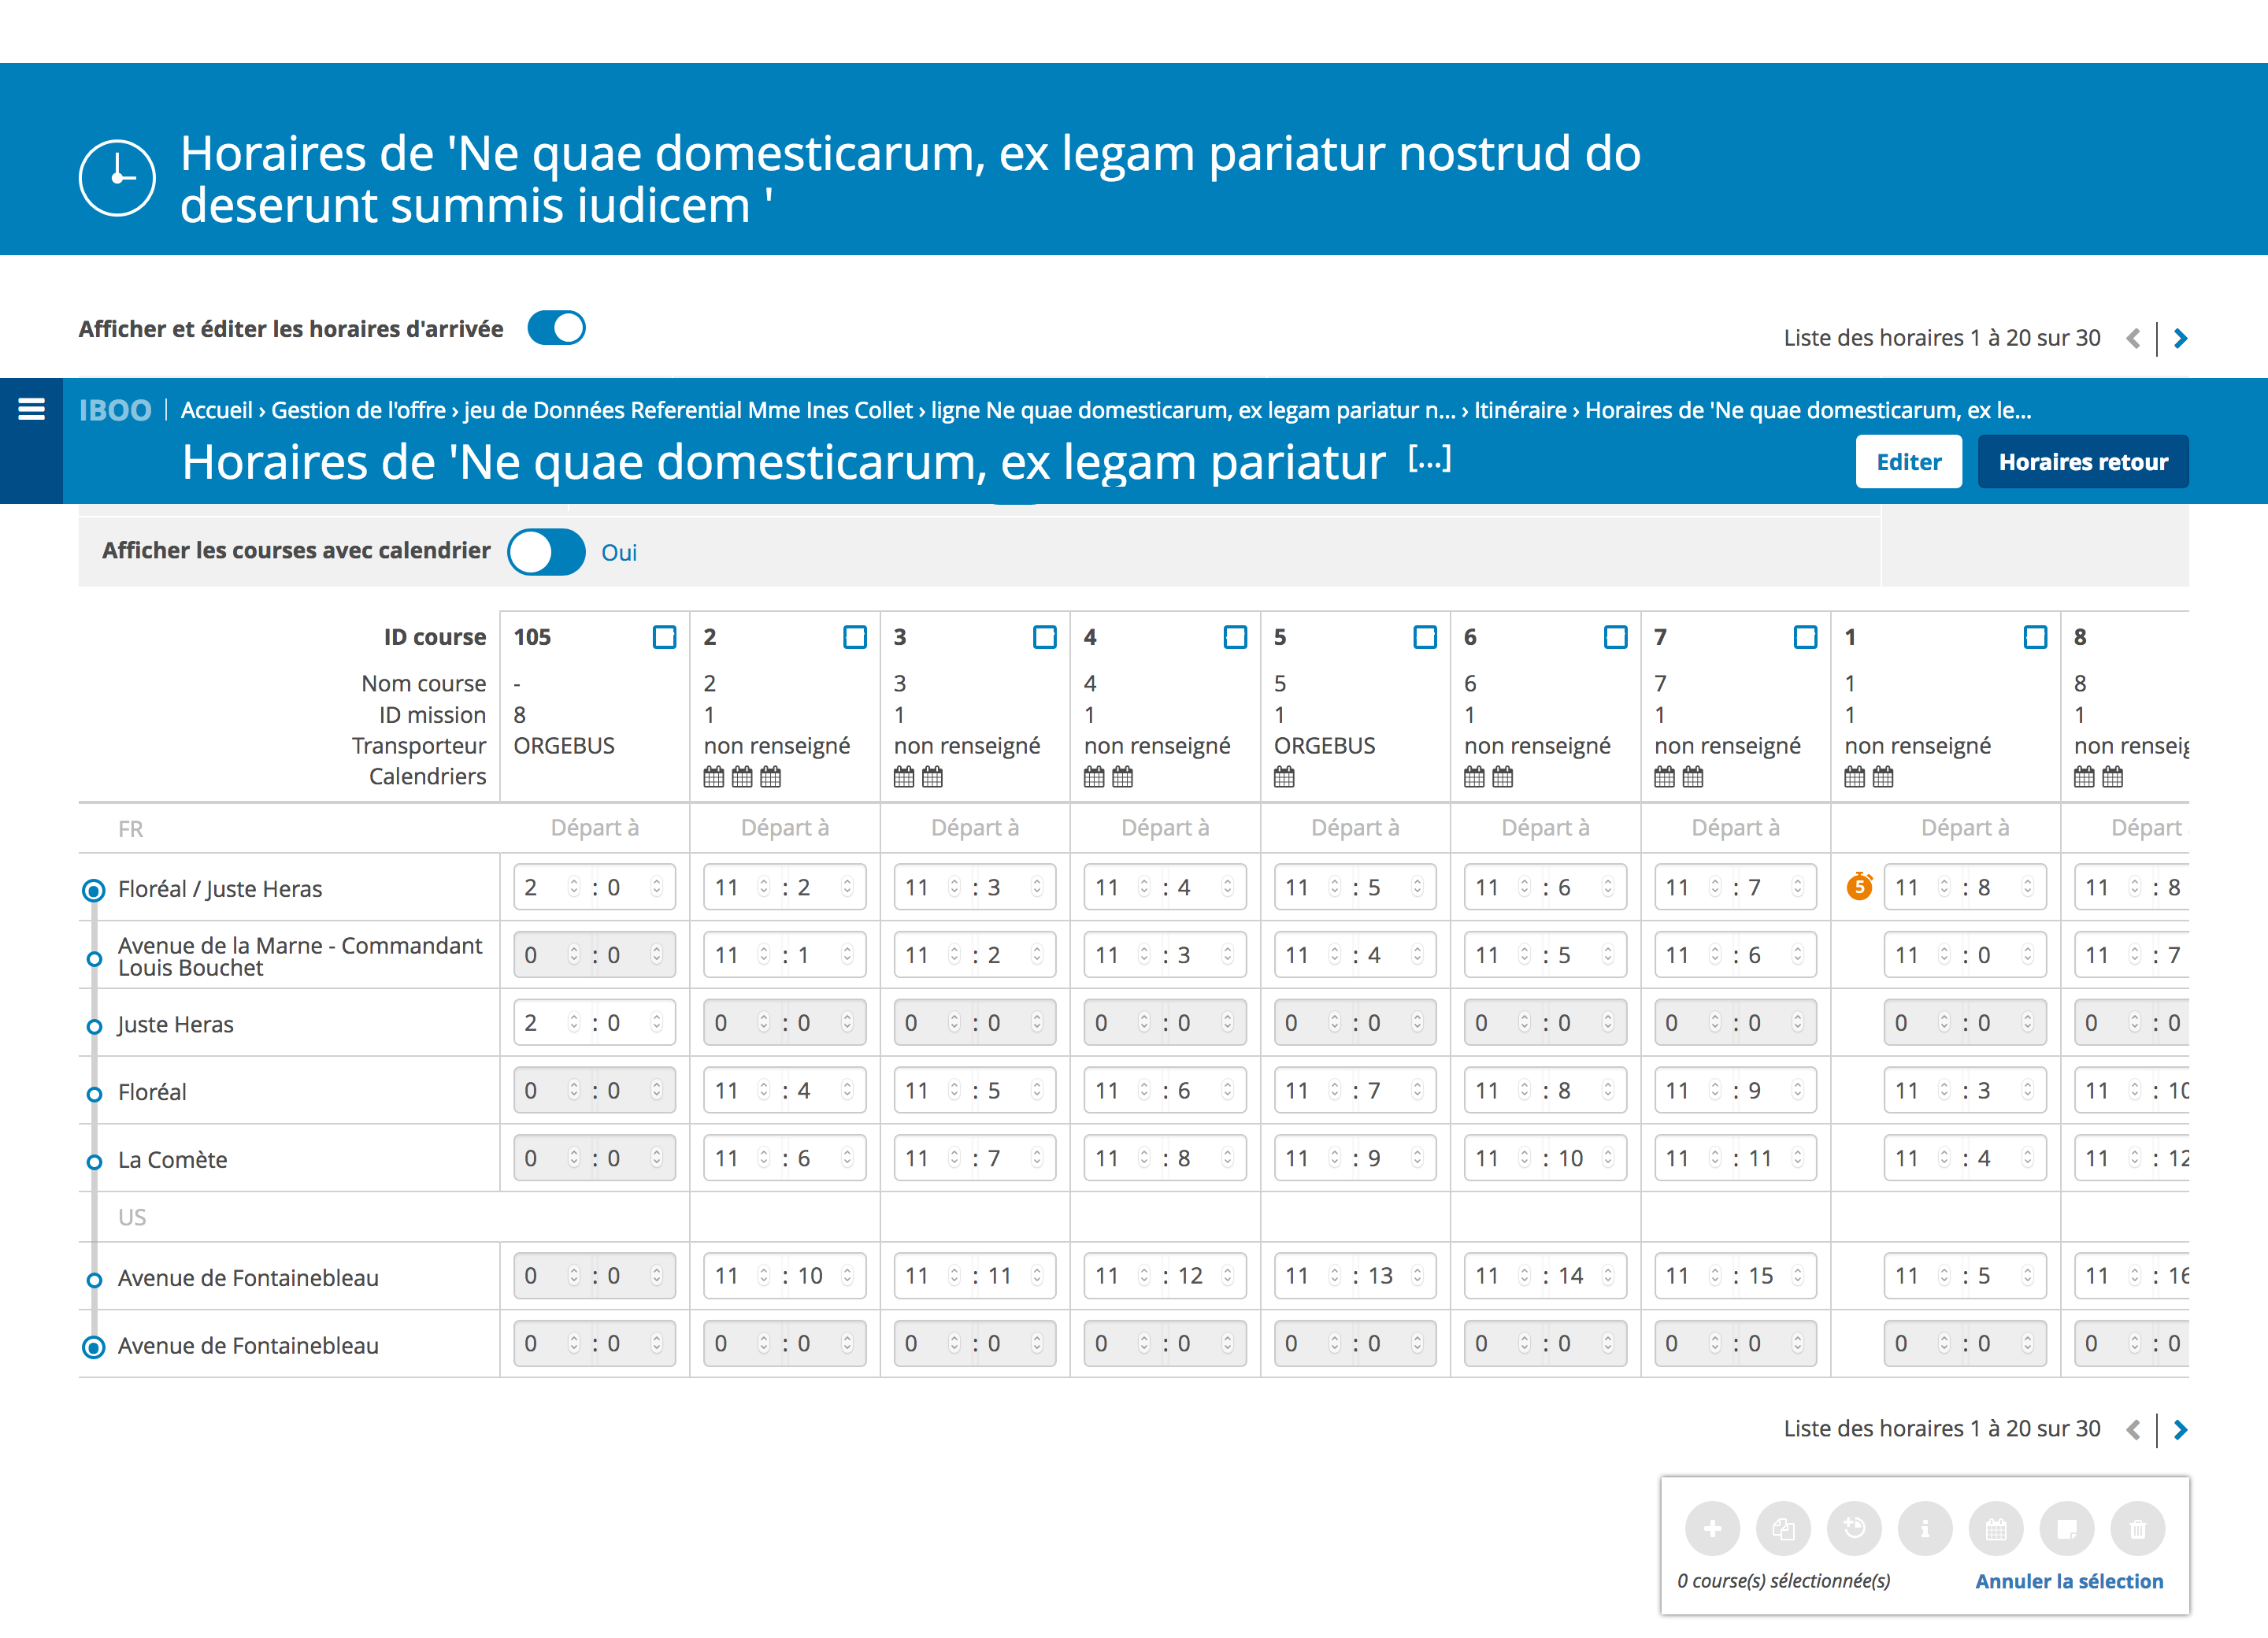 Horaires de 'Ne quae domesticarum, ex legam pariatur nostrud do
deserunt summis iudicem '
Afficher et éditer les horaires d'arrivée
Liste des horaires 1 à 20 sur 30
IBOO Accueil › Gestion de l'offre › jeu de Données Referential Mme Ines Collet › ligne Ne quae domesticarum, ex legam pariatur n... › Itinéraire › Horaires de 'Ne quae domesticarum, ex le...
Horaires de 'Ne quae domesticarum, ex legam pariatur [...] Editer Horaires retour
Afficher les courses avec calendrier Oui
ID course 105 2 3 4 5 6 7 1 8
Nom course - 2 3 4 5 6 7 1 8
ID mission 8 1 1 1 1 1 1 1 1
Transporteur ORGEBUS non renseigné non renseigné non renseigné ORGEBUS non renseigné non renseigné non renseigné non renseig
Calendriers
FR Départ à Départ à Départ à Départ à Départ à Départ à Départ à Départ à Départ
Floréal / Juste Heras 2 : 0 11 : 2 11 : 3 11 : 4 11 : 5 11 : 6 11 : 7 5 11 : 8 11 : 8
Avenue de la Marne - Commandant
Louis Bouchet 0 : 0 11 : 1 11 : 2 11 : 3 11 : 4 11 : 5 11 : 6 11 : 0 11 : 7
Juste Heras 2 : 0 0 : 0 0 : 0 0 : 0 0 : 0 0 : 0 0 : 0 0 : 0 0 : 0
Floréal 0 : 0 11 : 4 11 : 5 11 : 6 11 : 7 11 : 8 11 : 9 11 : 3 11 : 10
La Comète 0 : 0 11 : 6 11 : 7 11 : 8 11 : 9 11 : 10 11 : 11 11 : 4 11 : 12
US
Avenue de Fontainebleau 0 : 0 11 : 10 11 : 11 11 : 12 11 : 13 11 : 14 11 : 15 11 : 5 11 : 16
Avenue de Fontainebleau 0 : 0 0 : 0 0 : 0 0 : 0 0 : 0 0 : 0 0 : 0 0 : 0 0 : 0
Liste des horaires 1 à 20 sur 30
0 course(s) sélectionnée(s) Annuler la sélection